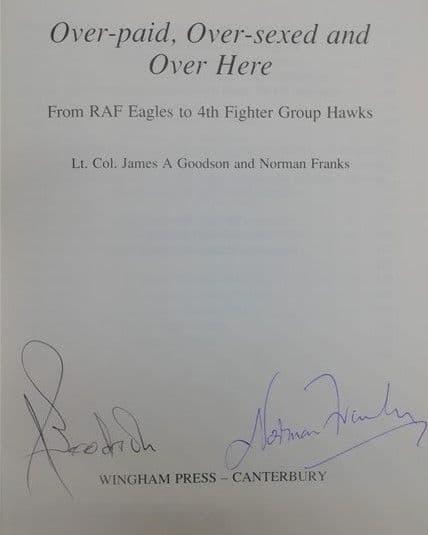 Over-paid, Over-sexed and
Over Here
From RAF Eagles to 4th Fighter Group Hawks
Lt. Col. James A Goodson and Norman Franks
Norman Franks
WINGHAM PRESS – CANTERBURY